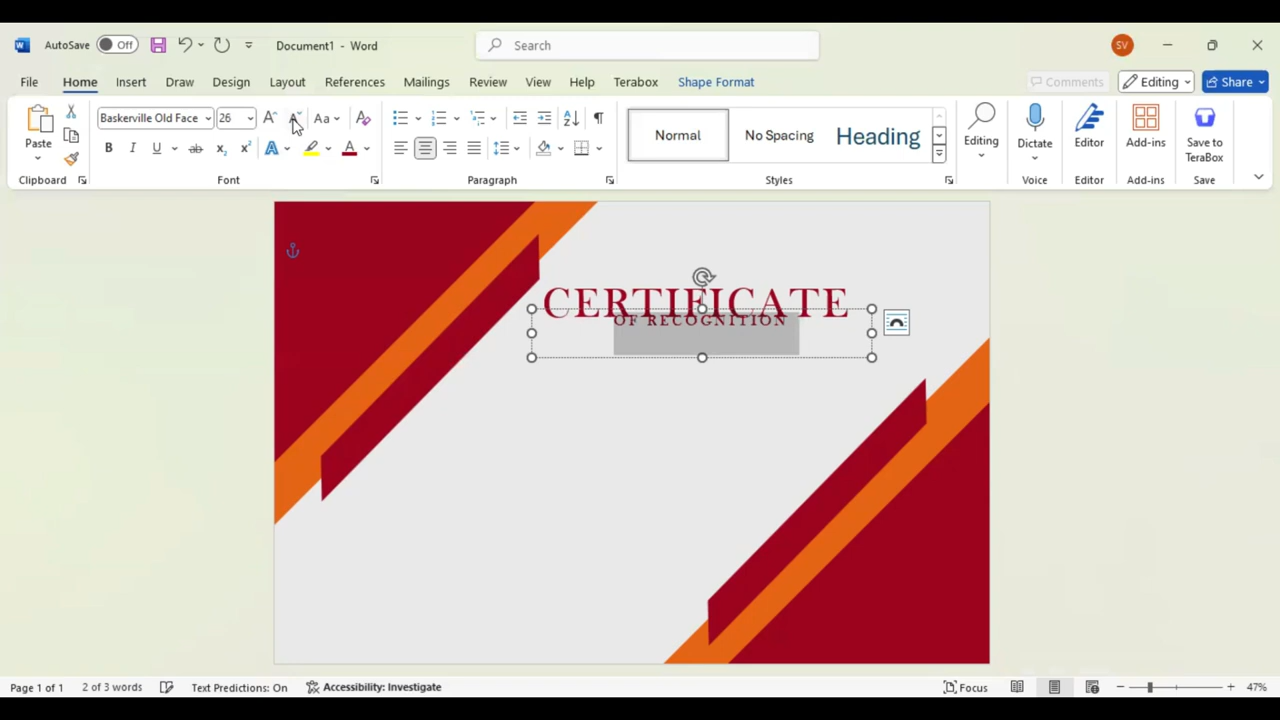 AutoSave Off Document1 - Word Search SV
File Home Insert Draw Design Layout References Mailings Review View Help Terabox Shape Format Comments Editing Share
Paste Baskerville Old Face 26 Aa Normal No Spacing Heading Editing Dictate Editor Add-ins Save to TeraBox
Clipboard Font Paragraph Styles Voice Editor Add-ins Save
CERTIFICATE
OF RECOGNITION
Page 1 of 1 2 of 3 words Text Predictions: On Accessibility: Investigate Focus 47%